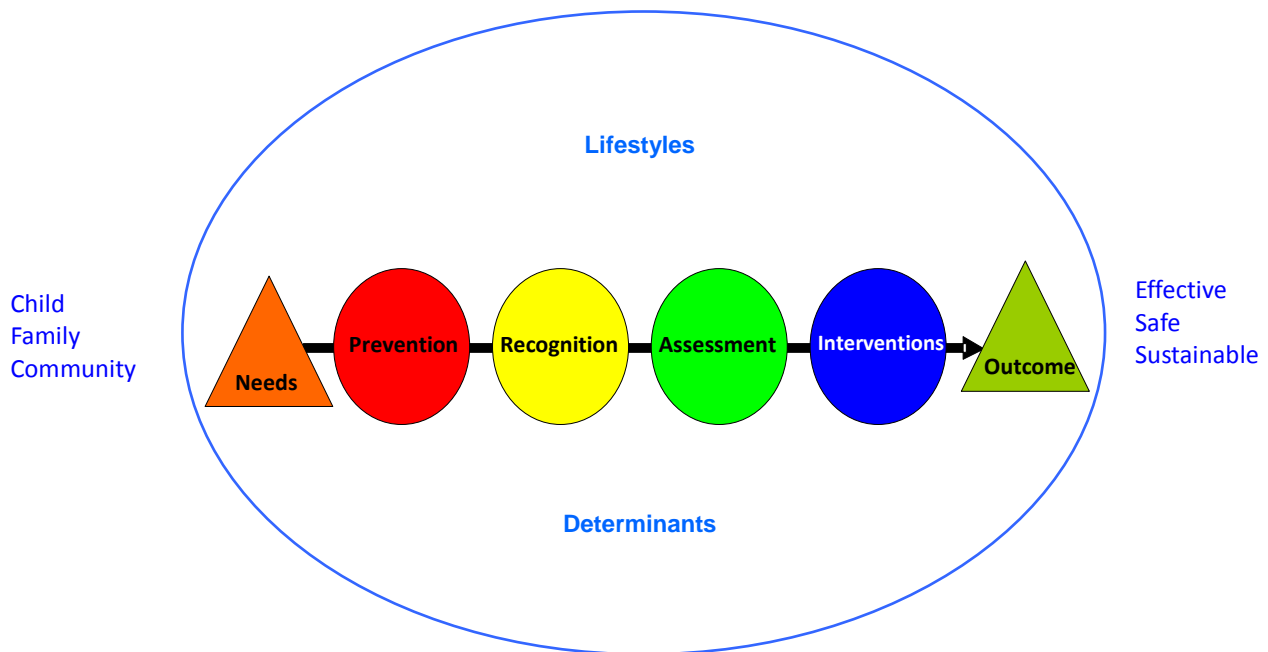 Lifestyles
Child
Family
Community
Needs
Prevention
Recognition
Assessment
Interventions
Outcome
Effective
Safe
Sustainable
Determinants